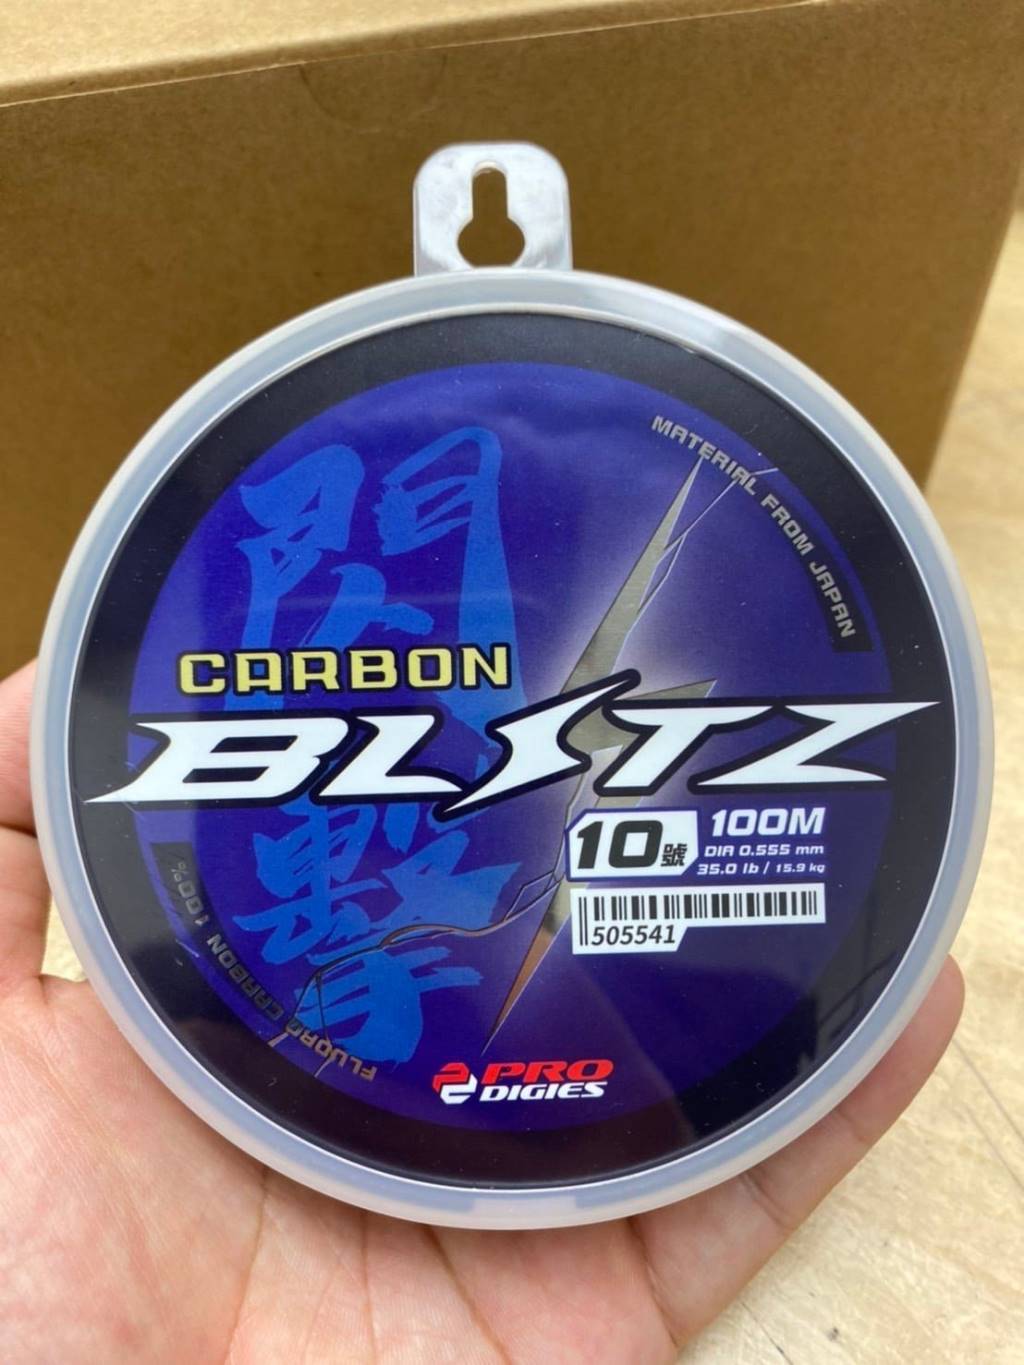 閃擊
MATERIAL FROM JAPAN
CARBON
BLITZ
10號
100M
DIA 0.555 mm
35.0 lb / 15.9 kg
505541
FLUORO CARBON 100%
PRO
DIGIES